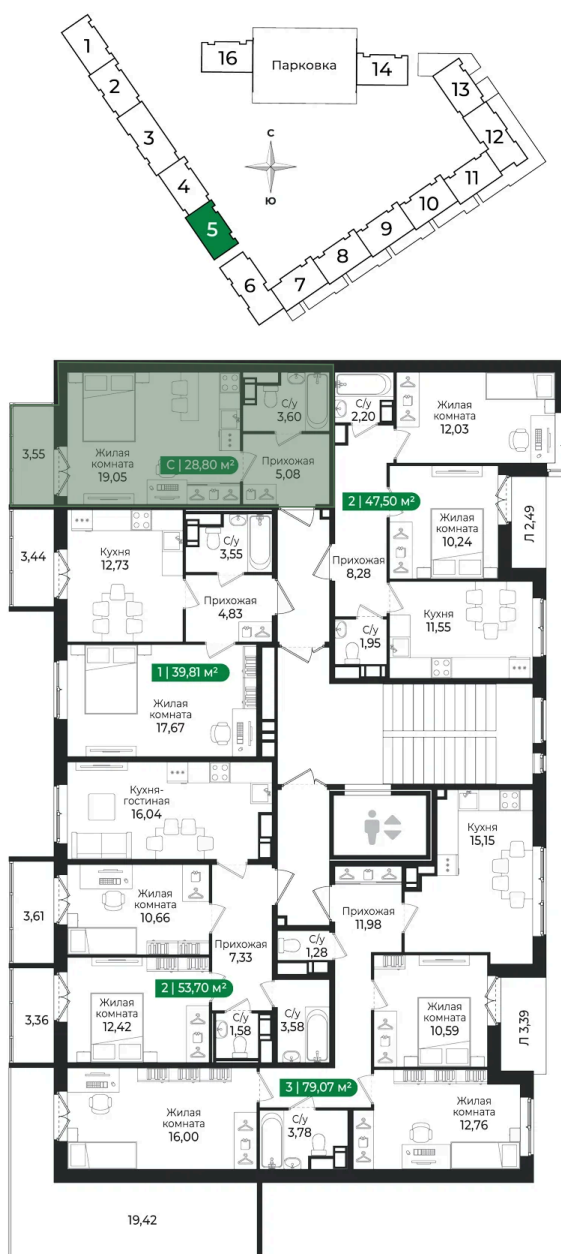 1
2
3
4
5
6
7
8
9
10
11
12
13
14
16
Парковка
С
Ю
3,55
Жилая
комната
19,05
С | 28,80 м²
С/у
3,60
Прихожая
5,08
С/у
2,20
Жилая
комната
12,03
2 | 47,50 м²
Жилая
комната
10,24
Л 2,49
3,44
Кухня
12,73
С/у
3,55
Прихожая
4,83
Прихожая
8,28
С/у
1,95
Кухня
11,55
1 | 39,81 м²
Жилая
комната
17,67
Кухня-
гостиная
16,04
Кухня
15,15
3,61
Жилая
комната
10,66
Прихожая
7,33
С/у
1,28
Прихожая
11,98
3,36
2 | 53,70 м²
Жилая
комната
12,42
С/у
1,58
С/у
3,58
Жилая
комната
10,59
Л 3,39
3 | 79,07 м²
Жилая
комната
16,00
С/у
3,78
Жилая
комната
12,76
19,42